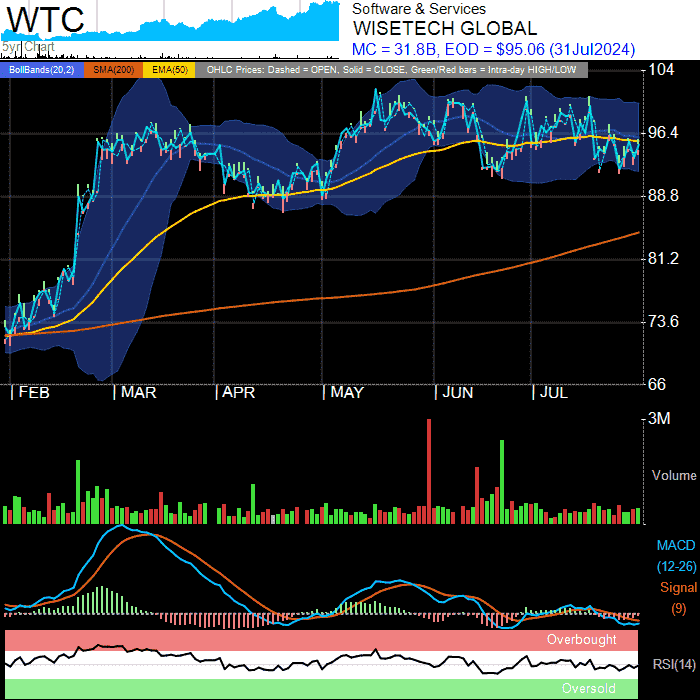 WTC
5yr Chart
Software & Services
WISETECH GLOBAL
MC = 31.8B, EOD = $95.06 (31Jul2024)
BollBands(20,2) SMA(200) EMA(50) OHLC Prices: Dashed = OPEN, Solid = CLOSE, Green/Red bars = Intra-day HIGH/LOW
104
96.4
88.8
81.2
73.6
66
| FEB | MAR | APR | MAY | JUN | JUL
3M
Volume
MACD
(12-26)
Signal
(9)
Overbought
RSI(14)
Oversold